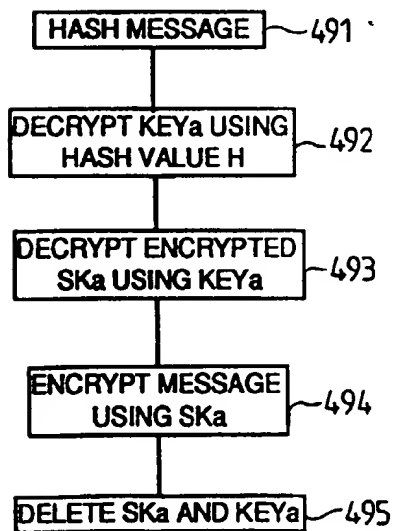 HASH MESSAGE 491
DECRYPT KEYa USING
HASH VALUE H
492
DECRYPT ENCRYPTED
SKa USING KEYa
493
ENCRYPT MESSAGE
USING SKa
494
DELETE SKa AND KEYa 495